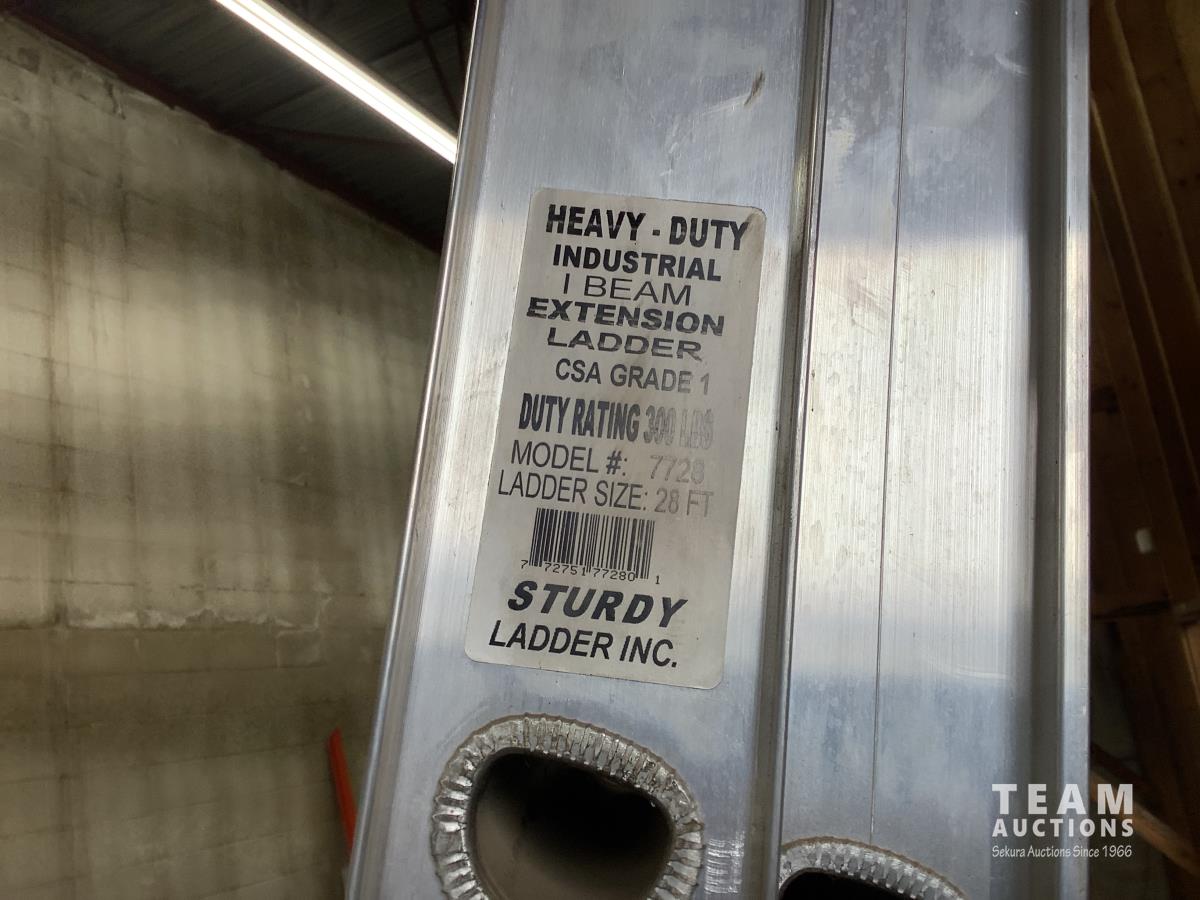 HEAVY - DUTY
INDUSTRIAL
I BEAM
EXTENSION
LADDER
CSA GRADE 1
DUTY RATING 300 LBS
MODEL #: 7728
LADDER SIZE: 28 FT
7 72751 77280 1
STURDY
LADDER INC.
TEAM
AUCTIONS
Sekura Auctions Since 1966